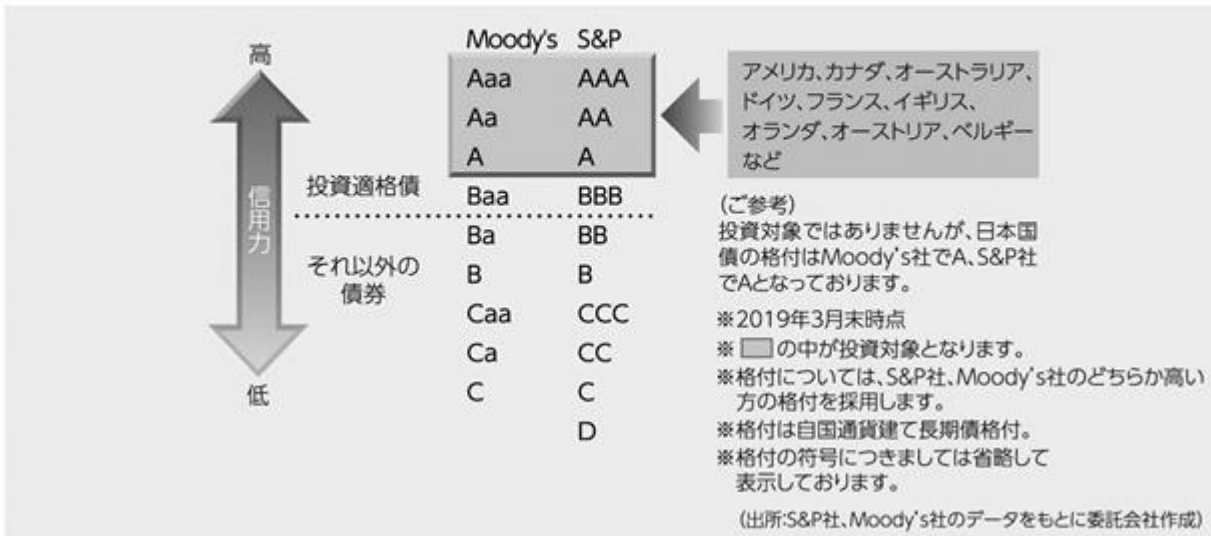 Moody's S&P
高
Aaa AAA
Aa AA
A A
アメリカ、カナダ、オーストラリア、
ドイツ、フランス、イギリス、
オランダ、オーストリア、ベルギー
など
投資適格債
Baa BBB
信用力
それ以外の
債券
Ba BB
B B
Caa CCC
Ca CC
C C
D
低
(ご参考)
投資対象ではありませんが、日本国
債の格付はMoody's社でA、S&P社
でAとなっております。
※2019年3月末時点
※ の中が投資対象となります。
※格付については、S&P社、Moody's社のどちらか高い
方の格付を採用します。
※格付は自国通貨建て長期債格付。
※格付の符号につきましては省略して
表示しております。
(出所:S&P社、Moody's社のデータをもとに委託会社作成)